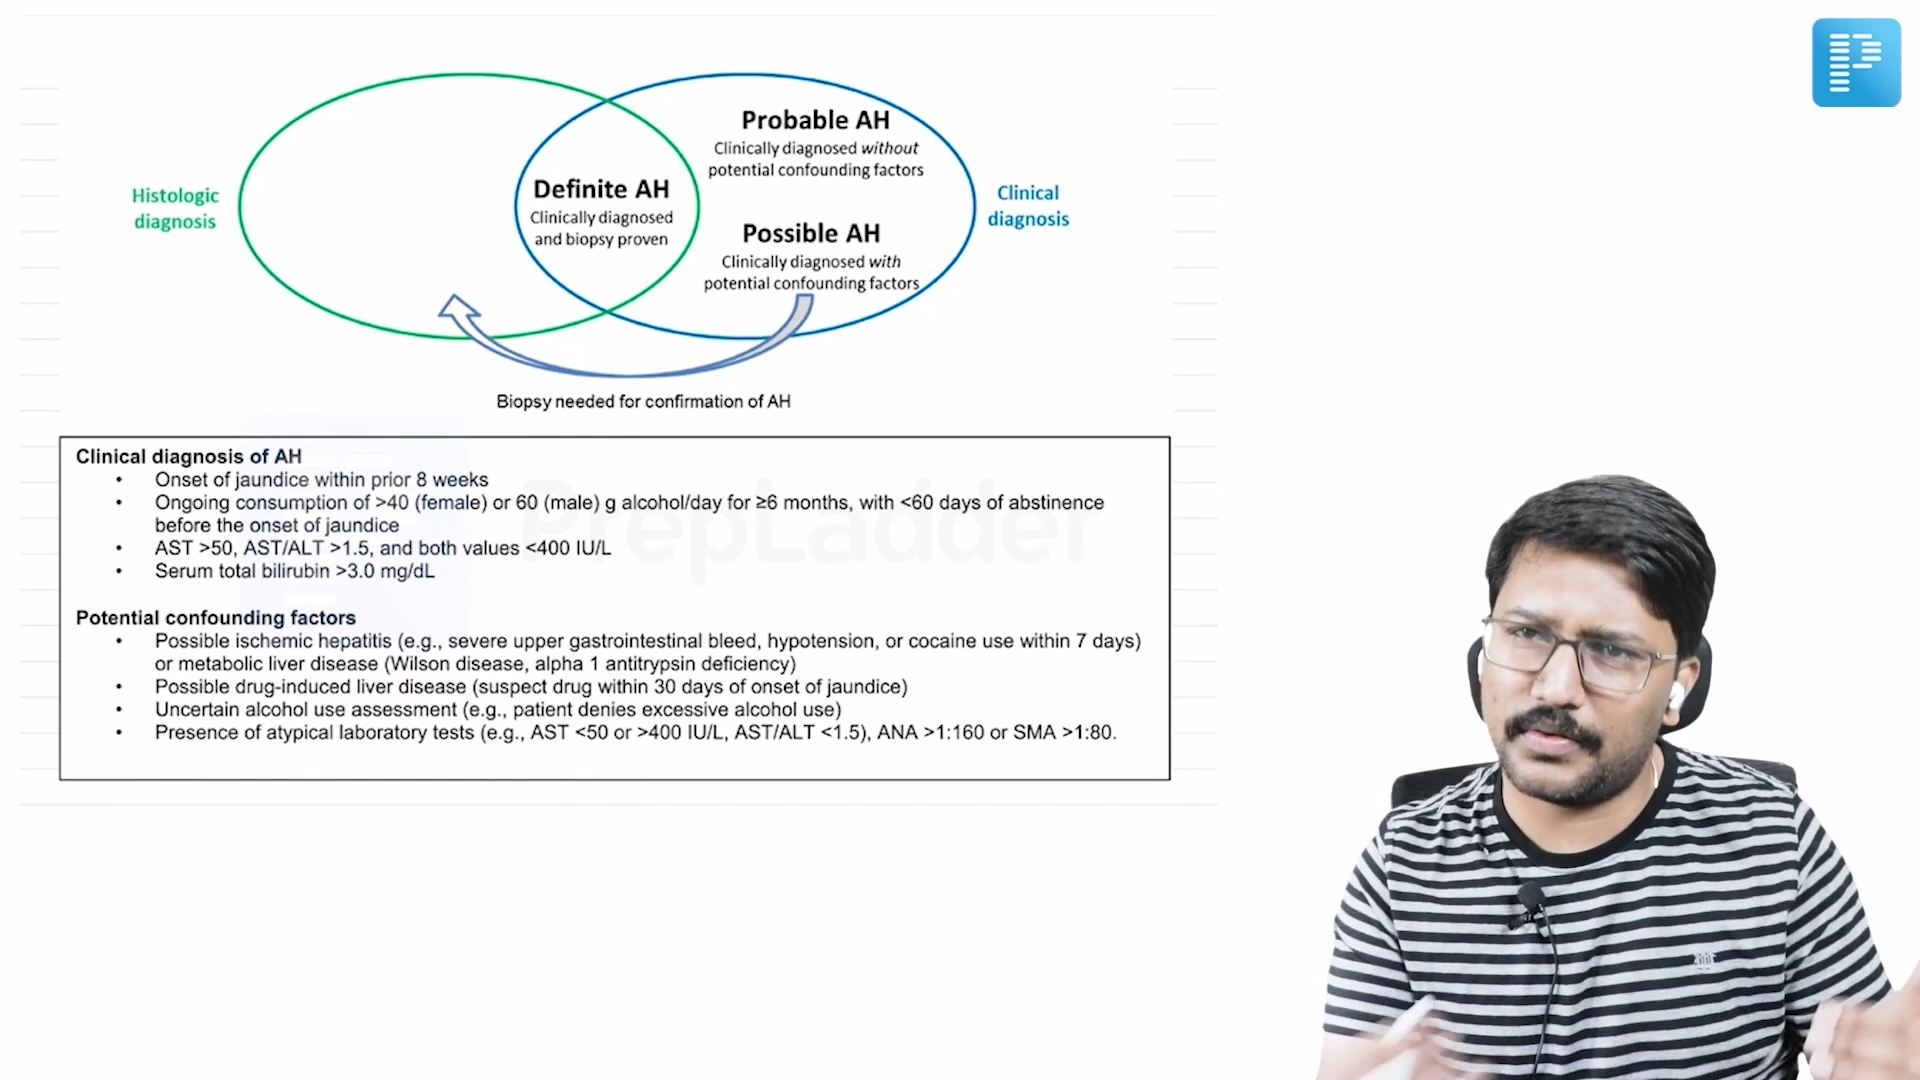 Probable AH
Clinically diagnosed without
potential confounding factors
Definite AH
Clinically diagnosed
and biopsy proven
Histologic
diagnosis
Clinical
diagnosis
Possible AH
Clinically diagnosed with
potential confounding factors
Biopsy needed for confirmation of AH
Clinical diagnosis of AH
• Onset of jaundice within prior 8 weeks
• Ongoing consumption of >40 (female) or 60 (male) g alcohol/day for ≥6 months, with <60 days of abstinence
before the onset of jaundice
• AST >50, AST/ALT >1.5, and both values <400 IU/L
• Serum total bilirubin >3.0 mg/dL
Potential confounding factors
• Possible ischemic hepatitis (e.g., severe upper gastrointestinal bleed, hypotension, or cocaine use within 7 days)
or metabolic liver disease (Wilson disease, alpha 1 antitrypsin deficiency)
• Possible drug-induced liver disease (suspect drug within 30 days of onset of jaundice)
• Uncertain alcohol use assessment (e.g., patient denies excessive alcohol use)
• Presence of atypical laboratory tests (e.g., AST <50 or >400 IU/L, AST/ALT <1.5), ANA >1:160 or SMA >1:80.
PrepLadder
P